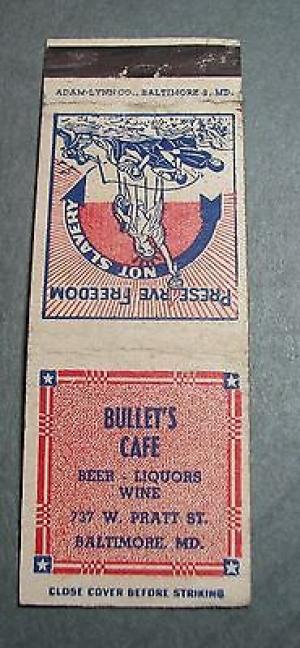 ADAM-LYNN CO., BALTIMORE-2, MD.
NOT SLAVERY
PRESERVE FREEDOM
BULLET'S
CAFE
BEER - LIQUORS
WINE
737 W. PRATT ST.
BALTIMORE, MD.
CLOSE COVER BEFORE STRIKING